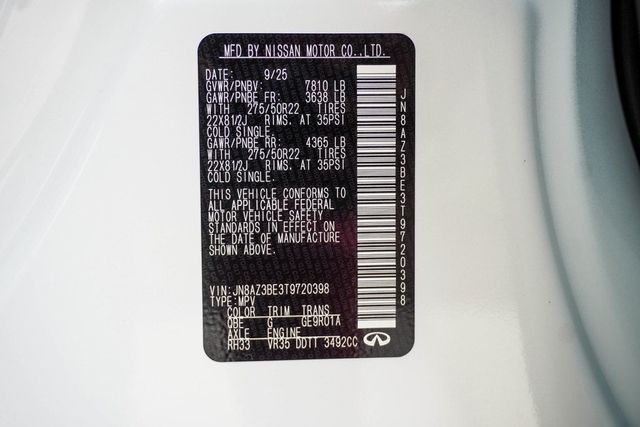 MFD BY NISSAN MOTOR CO.,LTD.
DATE: 9/25
GVWR/PNBV: 7810 LB
GAWR/PNBE FR: 3638 LB
WITH 275/50R22 TIRES
22X81/2J RIMS. AT 35PSI
COLD SINGLE.
GAWR/PNBE RR: 4365 LB
WITH 275/50R22 TIRES
22X81/2J RIMS. AT 35PSI
COLD SINGLE.
THIS VEHICLE CONFORMS TO
ALL APPLICABLE FEDERAL
MOTOR VEHICLE SAFETY
STANDARDS IN EFFECT ON
THE DATE OF MANUFACTURE
SHOWN ABOVE.
VIN:JN8AZ3BE3T9720398
TYPE:MPV
COLOR TRIM TRANS
QBE G GE9R01A
AXLE ENGINE
RH33 VR35 DDTT 3492CC
JN8AZ3BE3T9720398